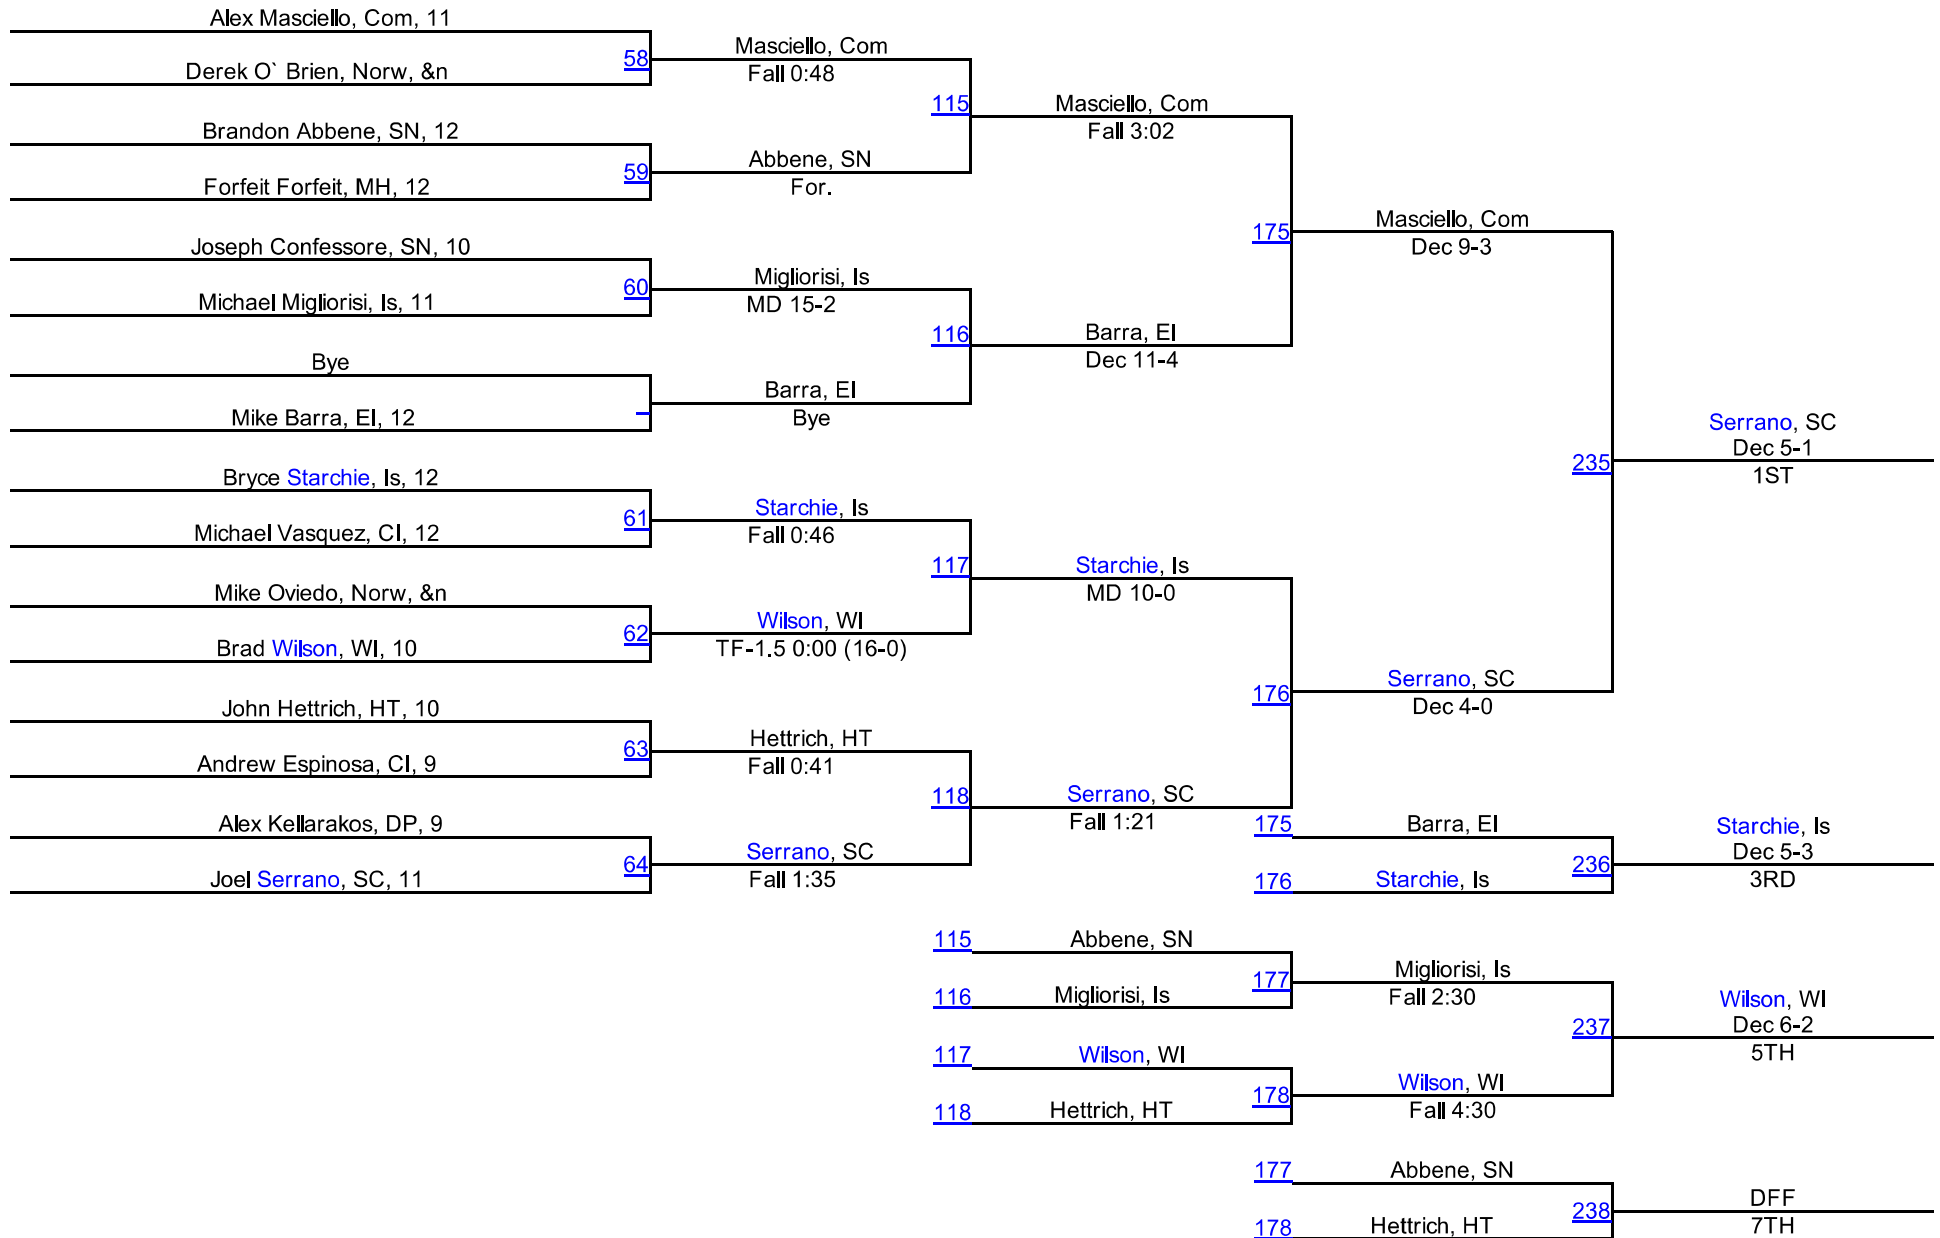 Alex Masciello, Com, 11
58
Derek O` Brien, Norw, &n
Masciello, Com
Fall 0:48
115
Brandon Abbene, SN, 12
59
Forfeit Forfeit, MH, 12
Abbene, SN
For.
Masciello, Com
Fall 3:02
175
Joseph Confessore, SN, 10
60
Michael Migliorisi, Is, 11
Migliorisi, Is
MD 15-2
116
Bye
Mike Barra, EI, 12
Barra, EI
Bye
Barra, EI
Dec 11-4
Masciello, Com
Dec 9-3
235
Serrano, SC
Dec 5-1
1ST
Bryce Starchie, Is, 12
61
Michael Vasquez, CI, 12
Starchie, Is
Fall 0:46
117
Mike Oviedo, Norw, &n
62
Brad Wilson, WI, 10
Wilson, WI
TF-1.5 0:00 (16-0)
Starchie, Is
MD 10-0
176
Serrano, SC
Dec 4-0
John Hettrich, HT, 10
63
Andrew Espinosa, CI, 9
Hettrich, HT
Fall 0:41
118
Alex Kellarakos, DP, 9
64
Joel Serrano, SC, 11
Serrano, SC
Fall 1:35
Serrano, SC
Fall 1:21
175
Barra, EI
236
176
Starchie, Is
Starchie, Is
Dec 5-3
3RD
115
Abbene, SN
177
116
Migliorisi, Is
Migliorisi, Is
Fall 2:30
237
117
Wilson, WI
178
118
Hettrich, HT
Wilson, WI
Fall 4:30
Wilson, WI
Dec 6-2
5TH
177
Abbene, SN
238
178
Hettrich, HT
DFF
7TH